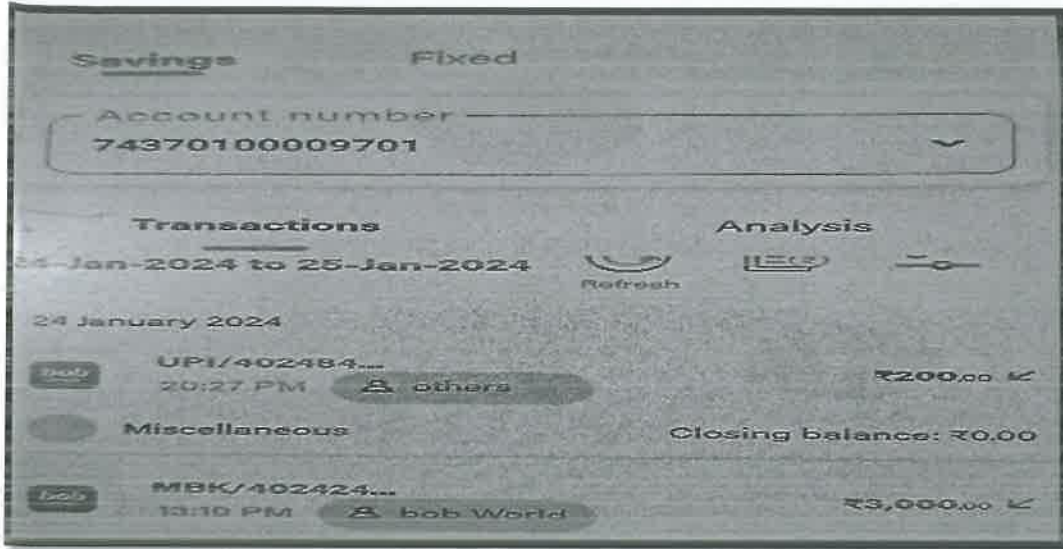 Savings Fixed
Account number
74370100009701
Transactions Analysis
24-Jan-2024 to 25-Jan-2024
Refresh
24 January 2024
bob UPI/402484... ₹200.00
20:27 PM others
Miscellaneous Closing balance: ₹0.00
bob MBK/402424... ₹3,000.00
13:10 PM bob World